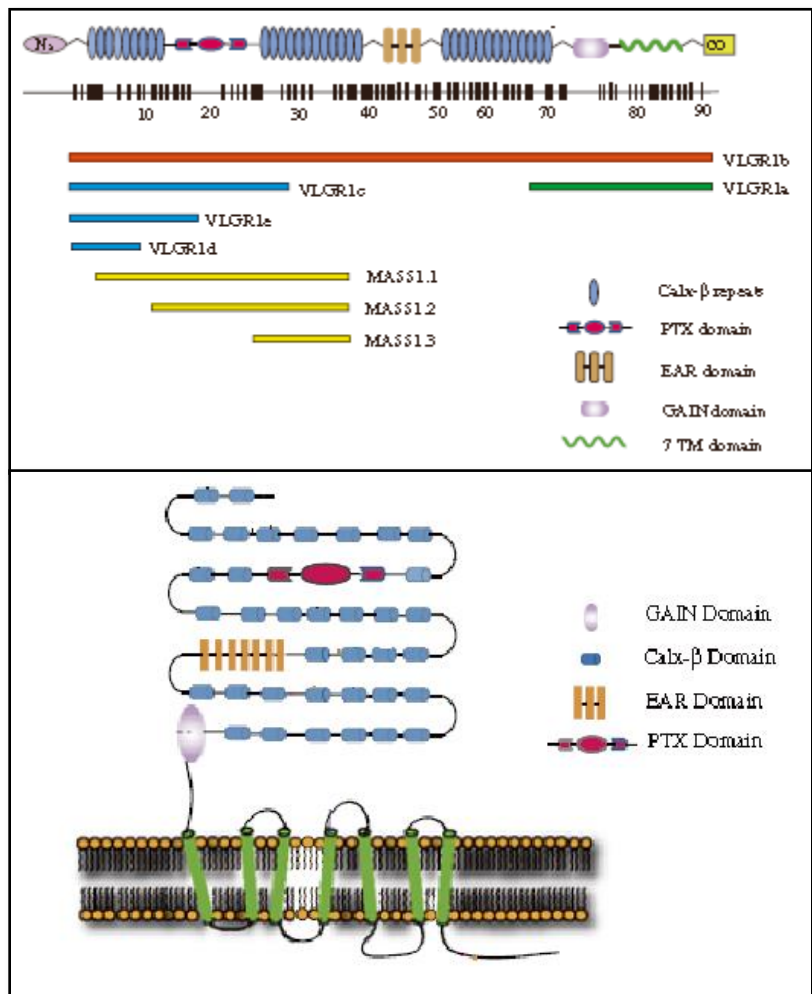 Nₛ
CO
10 20 30 40 50 60 70 80 90
VLGR1b
VLGR1c
VLGR1a
VLGR1e
VLGR1d
MASS1.1
MASS1.2
MASS1.3
Calx-β repeats
PTX domain
EAR domain
GAIN domain
7 TM domain
GAIN Domain
Calx-β Domain
EAR Domain
PTX Domain